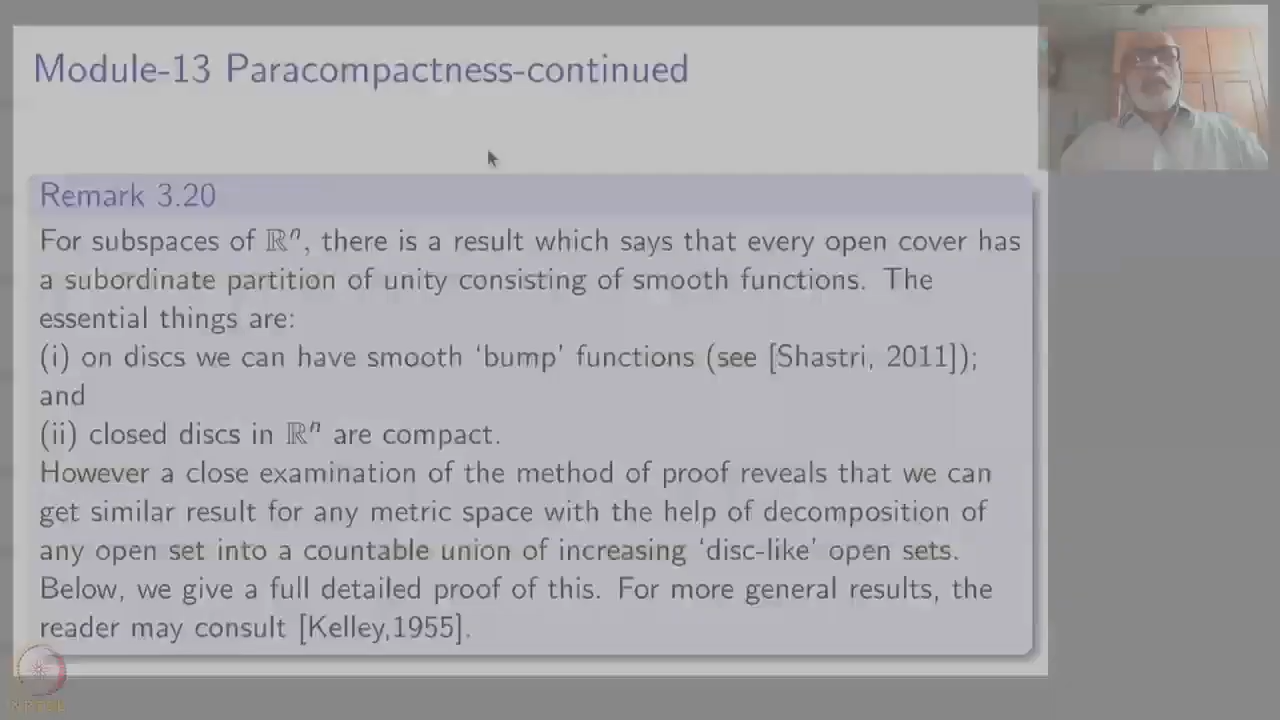 Module-13 Paracompactness-continued
Remark 3.20
For subspaces of ℝⁿ, there is a result which says that every open cover has
a subordinate partition of unity consisting of smooth functions. The
essential things are:
(i) on discs we can have smooth ‘bump’ functions (see [Shastri, 2011]);
and
(ii) closed discs in ℝⁿ are compact.
However a close examination of the method of proof reveals that we can
get similar result for any metric space with the help of decomposition of
any open set into a countable union of increasing ‘disc-like’ open sets.
Below, we give a full detailed proof of this. For more general results, the
reader may consult [Kelley,1955].
NPTEL